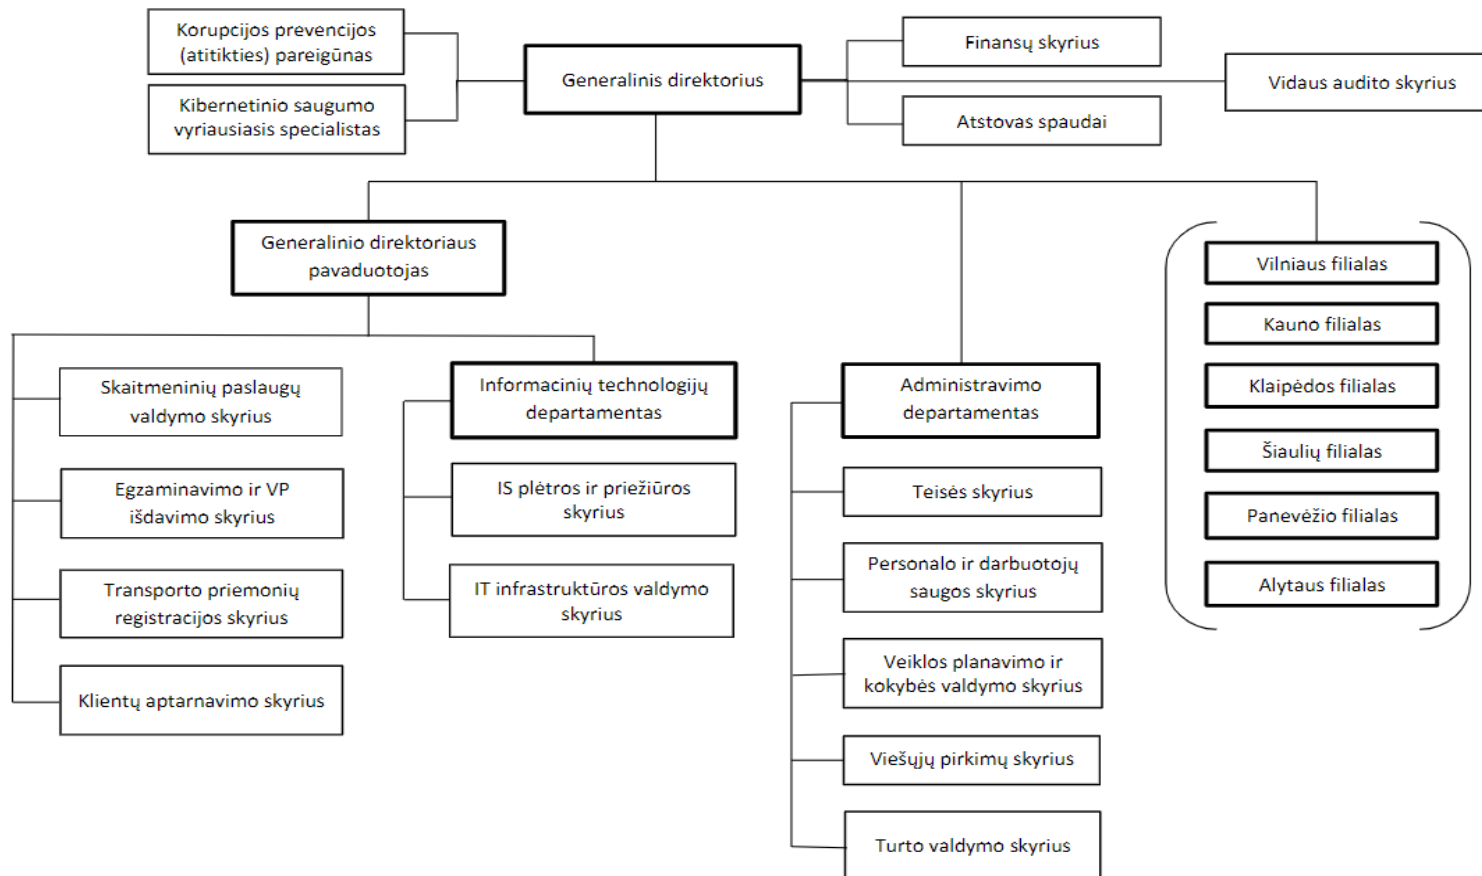 Korupcijos prevencijos
(atitikties) pareigūnas
Kibernetinio saugumo
vyriausiasis specialistas
Generalinis direktorius
Finansų skyrius
Atstovas spaudai
Vidaus audito skyrius
Generalinio direktoriaus
pavaduotojas
Skaitmeninių paslaugų
valdymo skyrius
Egzaminavimo ir VP
išdavimo skyrius
Transporto priemonių
registracijos skyrius
Klientų aptarnavimo skyrius
Informacinių technologijų
departamentas
IS plėtros ir priežiūros
skyrius
IT infrastruktūros valdymo
skyrius
Administravimo
departamentas
Teisės skyrius
Personalo ir darbuotojų
saugos skyrius
Veiklos planavimo ir
kokybės valdymo skyrius
Viešųjų pirkimų skyrius
Turto valdymo skyrius
Vilniaus filialas
Kauno filialas
Klaipėdos filialas
Šiaulių filialas
Panevėžio filialas
Alytaus filialas